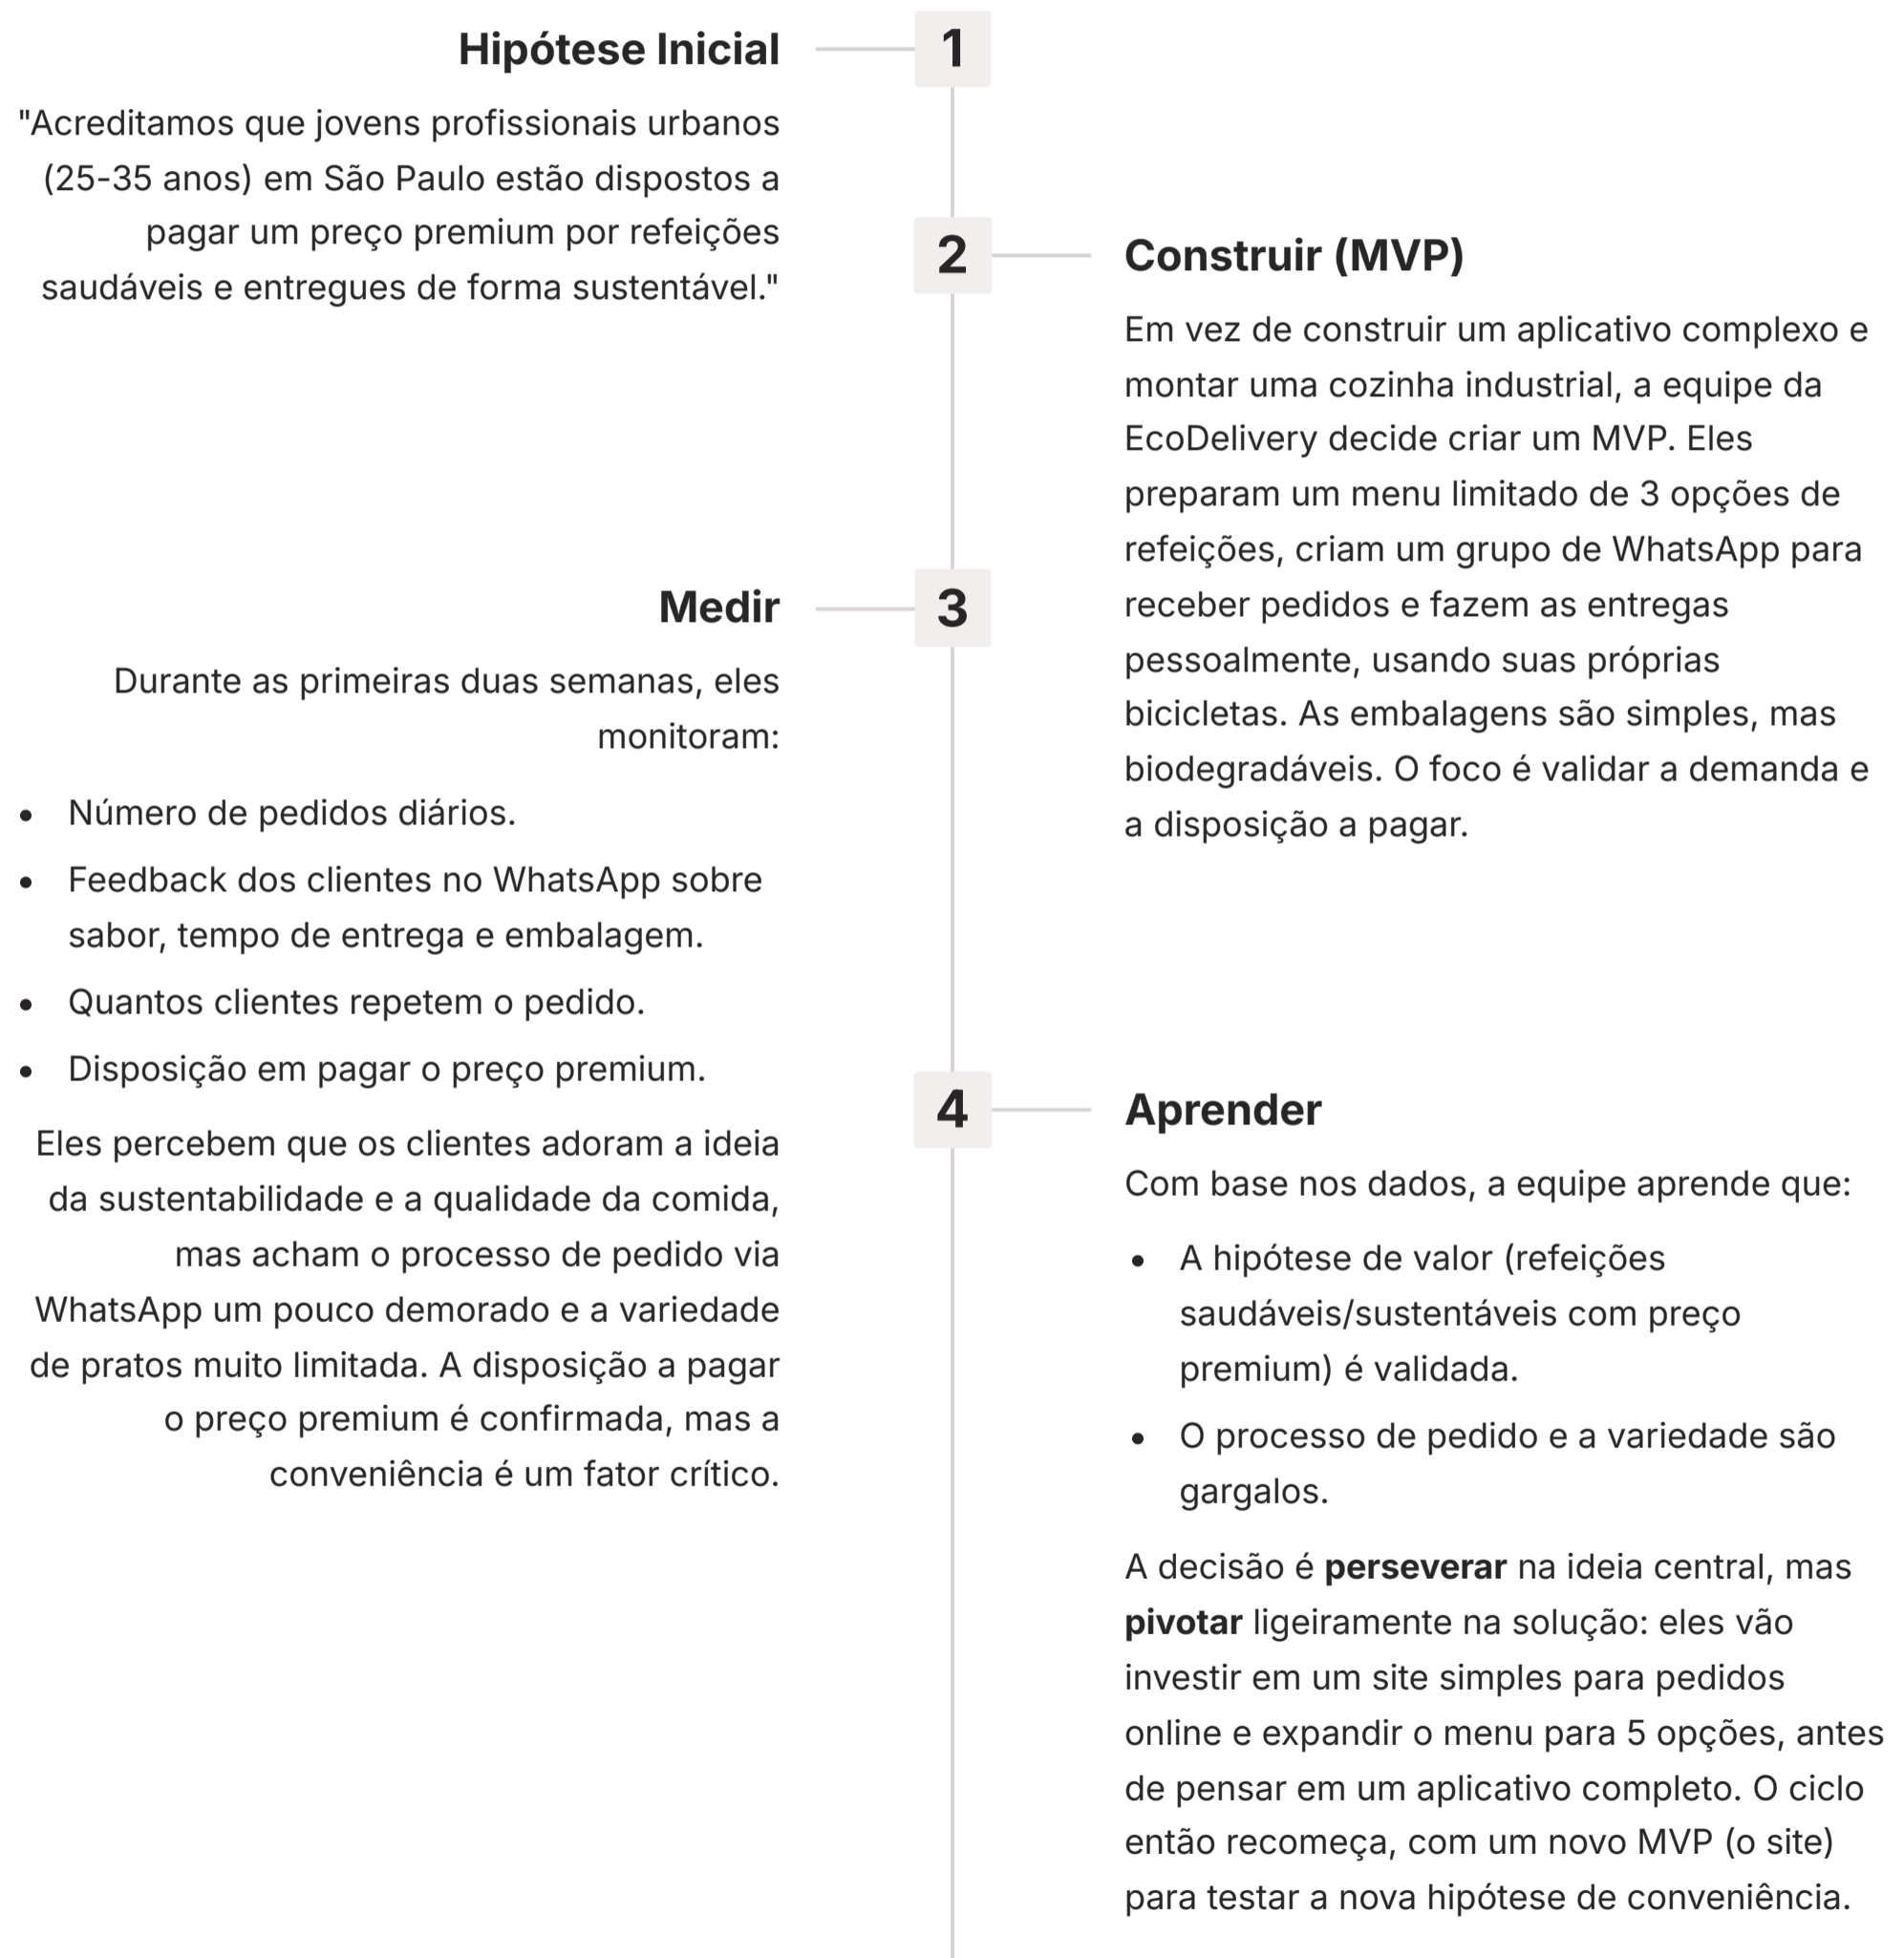 Hipótese Inicial
1
"Acreditamos que jovens profissionais urbanos
(25-35 anos) em São Paulo estão dispostos a
pagar um preço premium por refeições
saudáveis e entregues de forma sustentável."
2
Construir (MVP)
Em vez de construir um aplicativo complexo e
montar uma cozinha industrial, a equipe da
EcoDelivery decide criar um MVP. Eles
preparam um menu limitado de 3 opções de
refeições, criam um grupo de WhatsApp para
receber pedidos e fazem as entregas
pessoalmente, usando suas próprias
bicicletas. As embalagens são simples, mas
biodegradáveis. O foco é validar a demanda e
a disposição a pagar.
Medir
3
Durante as primeiras duas semanas, eles
monitoram:
• Número de pedidos diários.
• Feedback dos clientes no WhatsApp sobre
sabor, tempo de entrega e embalagem.
• Quantos clientes repetem o pedido.
• Disposição em pagar o preço premium.
Eles percebem que os clientes adoram a ideia
da sustentabilidade e a qualidade da comida,
mas acham o processo de pedido via
WhatsApp um pouco demorado e a variedade
de pratos muito limitada. A disposição a pagar
o preço premium é confirmada, mas a
conveniência é um fator crítico.
4
Aprender
Com base nos dados, a equipe aprende que:
• A hipótese de valor (refeições
saudáveis/sustentáveis com preço
premium) é validada.
• O processo de pedido e a variedade são
gargalos.
A decisão é perseverar na ideia central, mas
pivotar ligeiramente na solução: eles vão
investir em um site simples para pedidos
online e expandir o menu para 5 opções, antes
de pensar em um aplicativo completo. O ciclo
então recomeça, com um novo MVP (o site)
para testar a nova hipótese de conveniência.